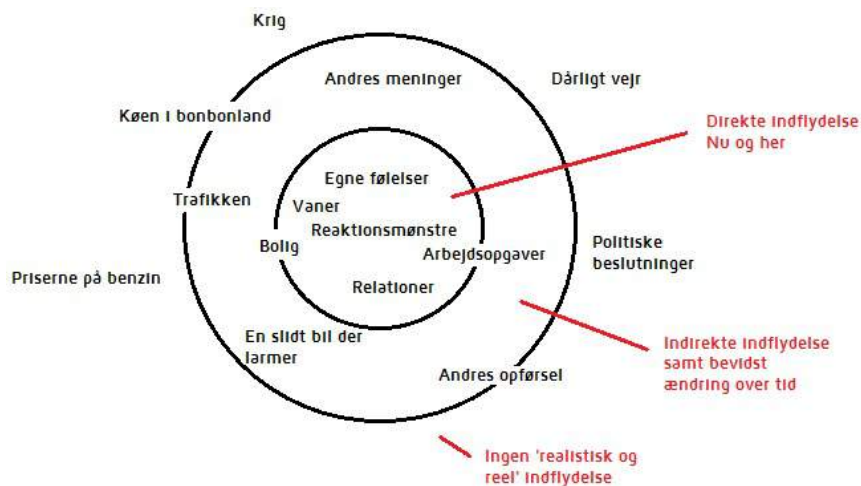 Krig
Andres meninger
Dårligt vejr
Køen i bonbonland
Direkte indflydelse
Nu og her
Egne følelser
Trafikken
Vaner
Reaktionsmønstre
Bolig
Arbejdsopgaver
Politiske
beslutninger
Priserne på benzin
Relationer
En slidt bil der
larmer
Indirekte indflydelse
samt bevidst
ændring over tid
Andres opførsel
Ingen 'realistisk og
reel' indflydelse